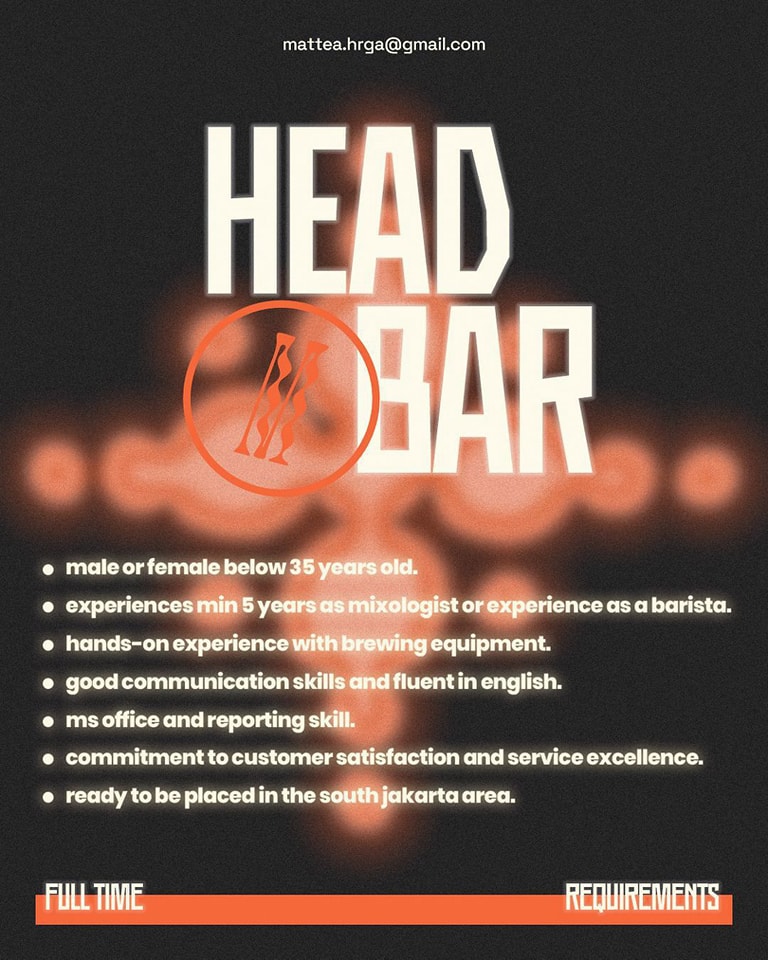 mattea.hrga@gmail.com
HEAD
BAR
● male or female below 35 years old.
● experiences min 5 years as mixologist or experience as a barista.
● hands-on experience with brewing equipment.
● good communication skills and fluent in english.
● ms office and reporting skill.
● commitment to customer satisfaction and service excellence.
● ready to be placed in the south jakarta area.
FULL TIME
REQUIREMENTS